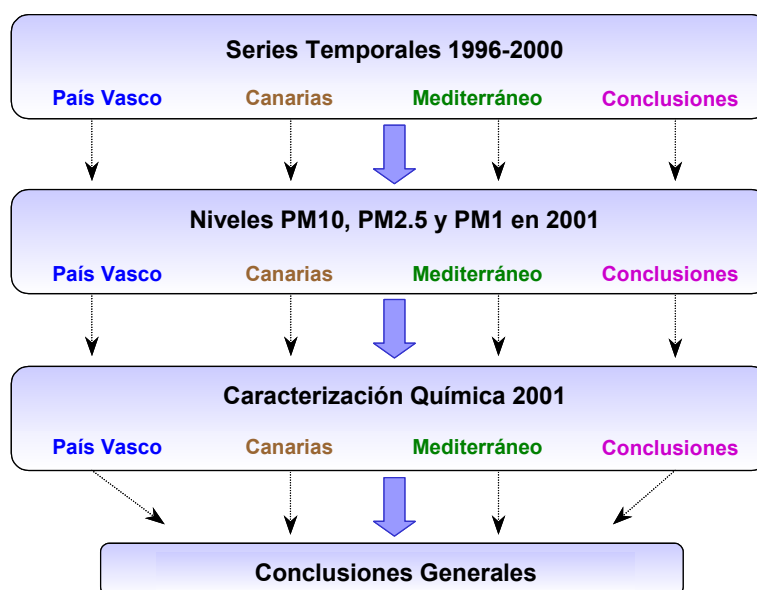 Series Temporales 1996-2000
País Vasco Canarias Mediterráneo Conclusiones
Niveles PM10, PM2.5 y PM1 en 2001
País Vasco Canarias Mediterráneo Conclusiones
Caracterización Química 2001
País Vasco Canarias Mediterráneo Conclusiones
Conclusiones Generales